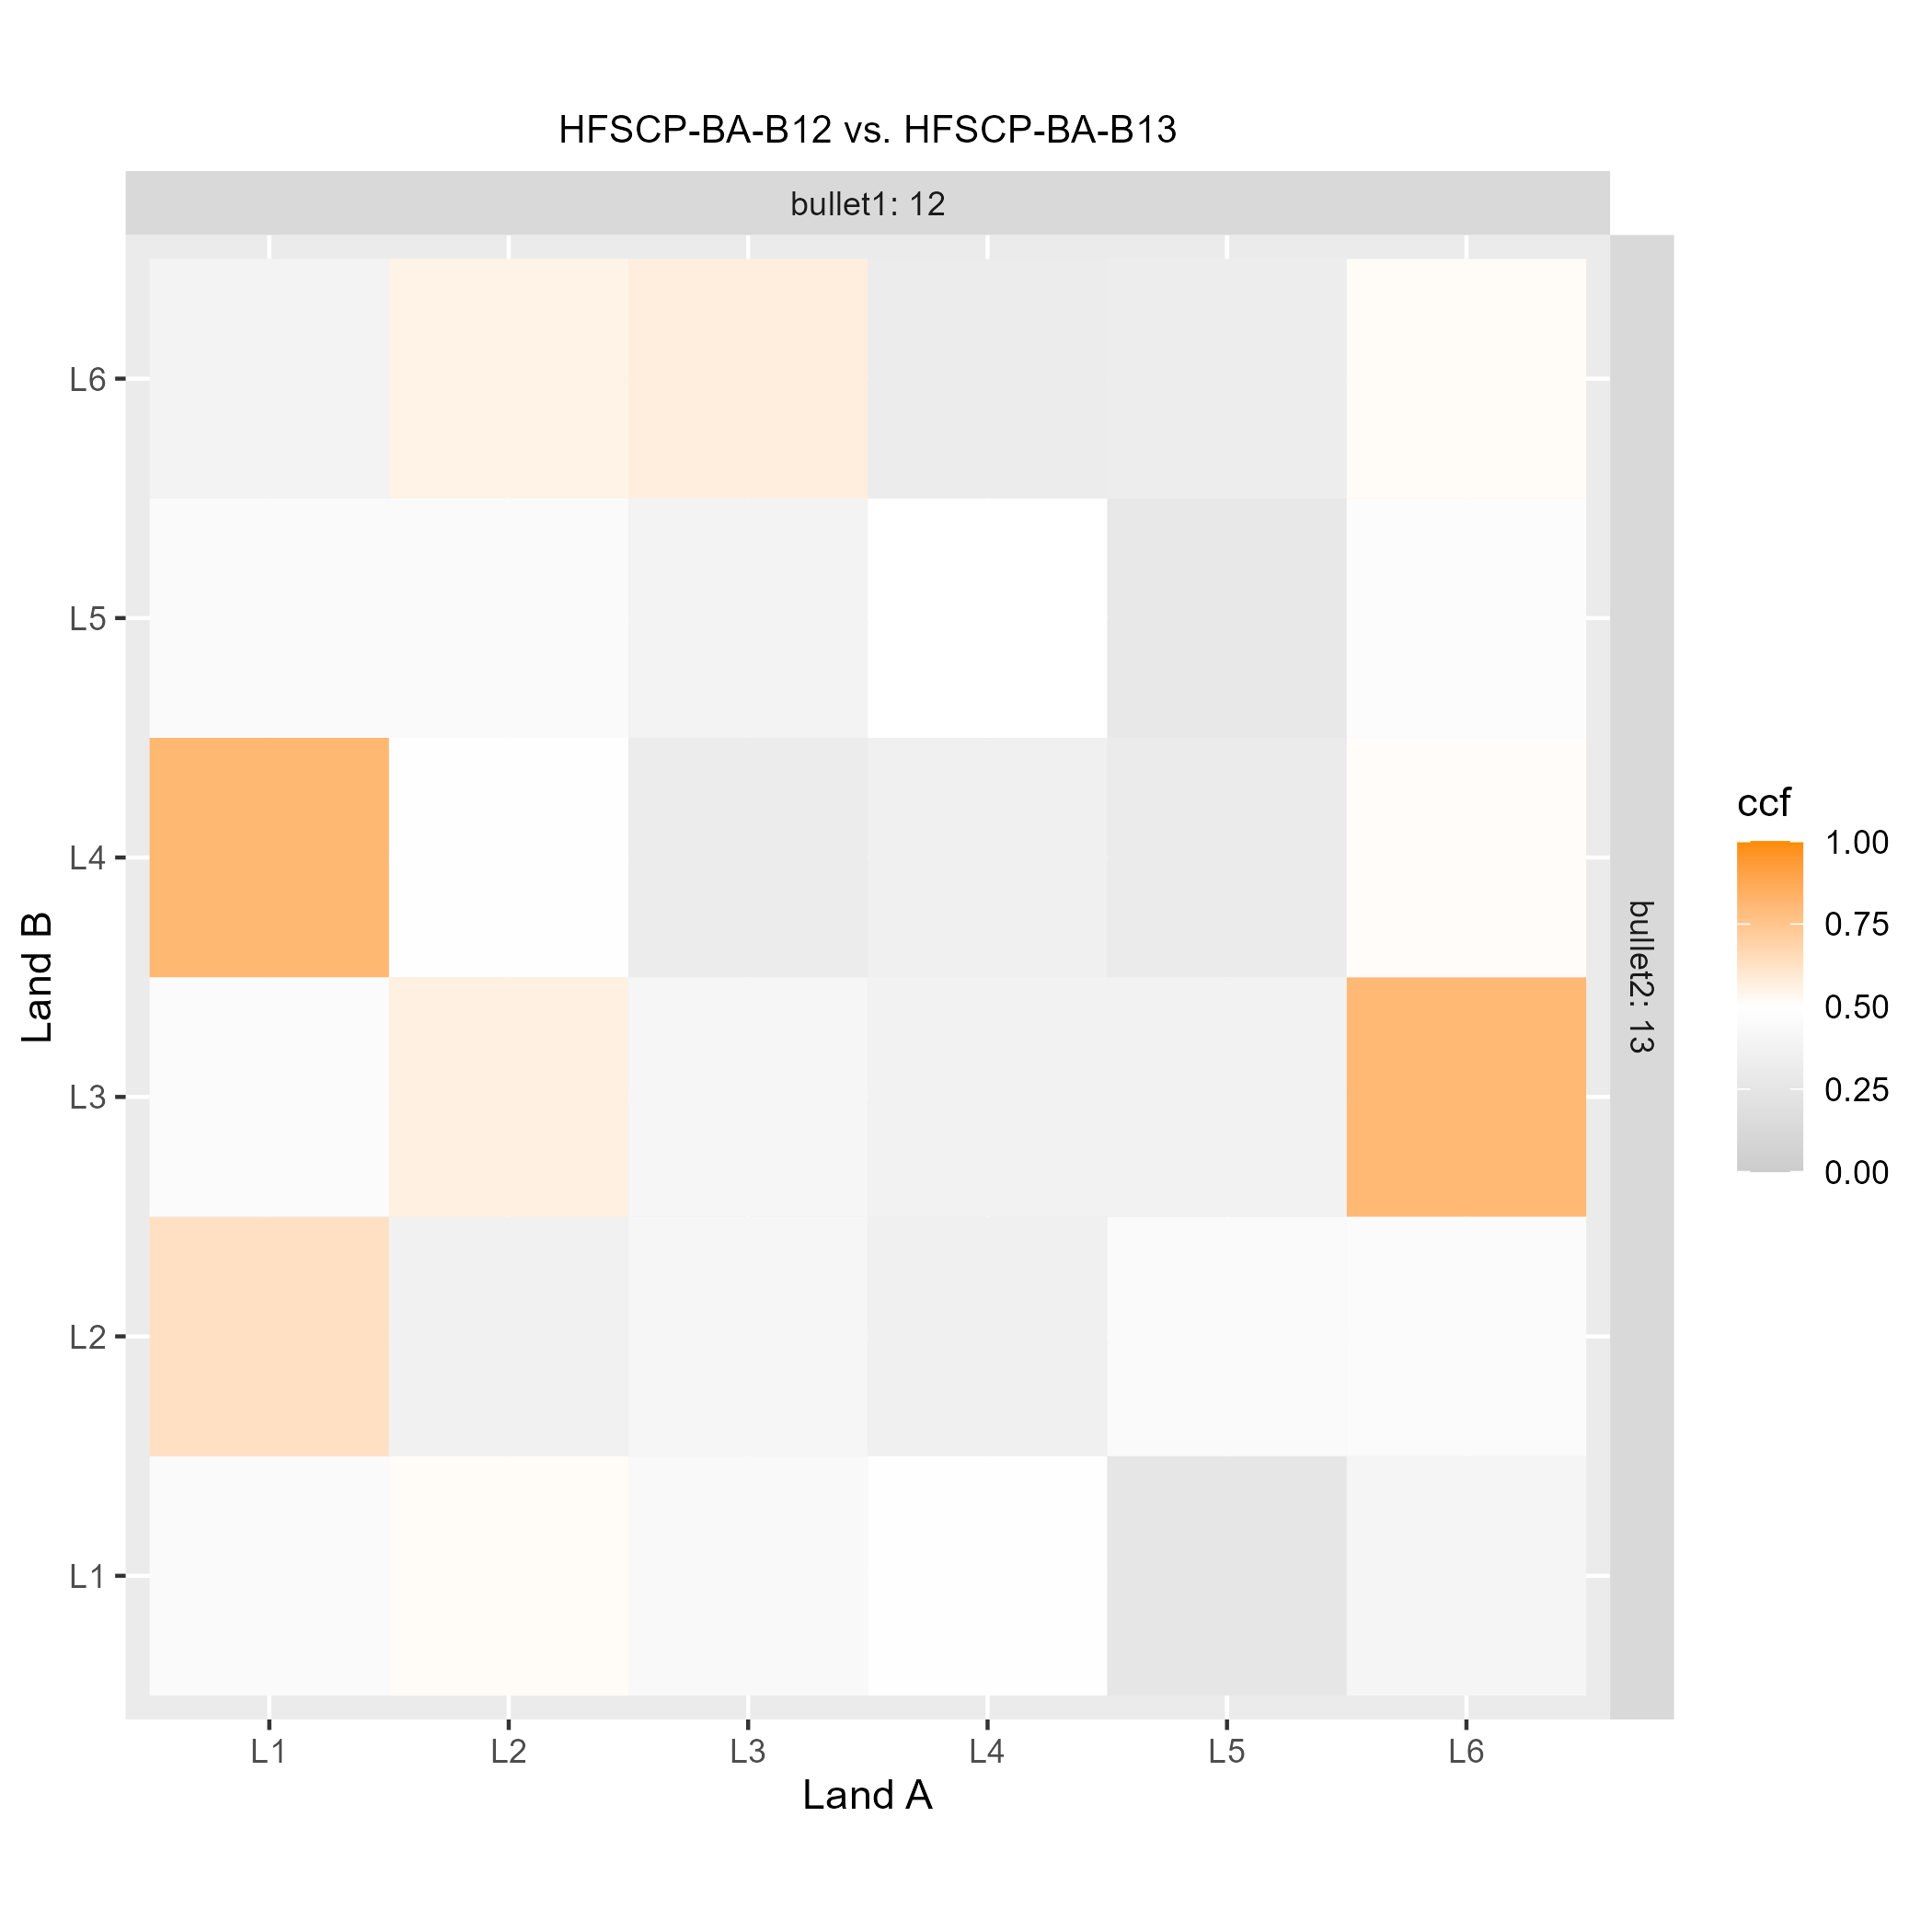 HFSCP-BA-B12 vs. HFSCP-BA-B13
bullet1: 12
L6
L5
L4
L3
L2
L1
Land B
bullet2: 13
ccf
1.00
0.75
0.50
0.25
0.00
L1 L2 L3 L4 L5 L6
Land A